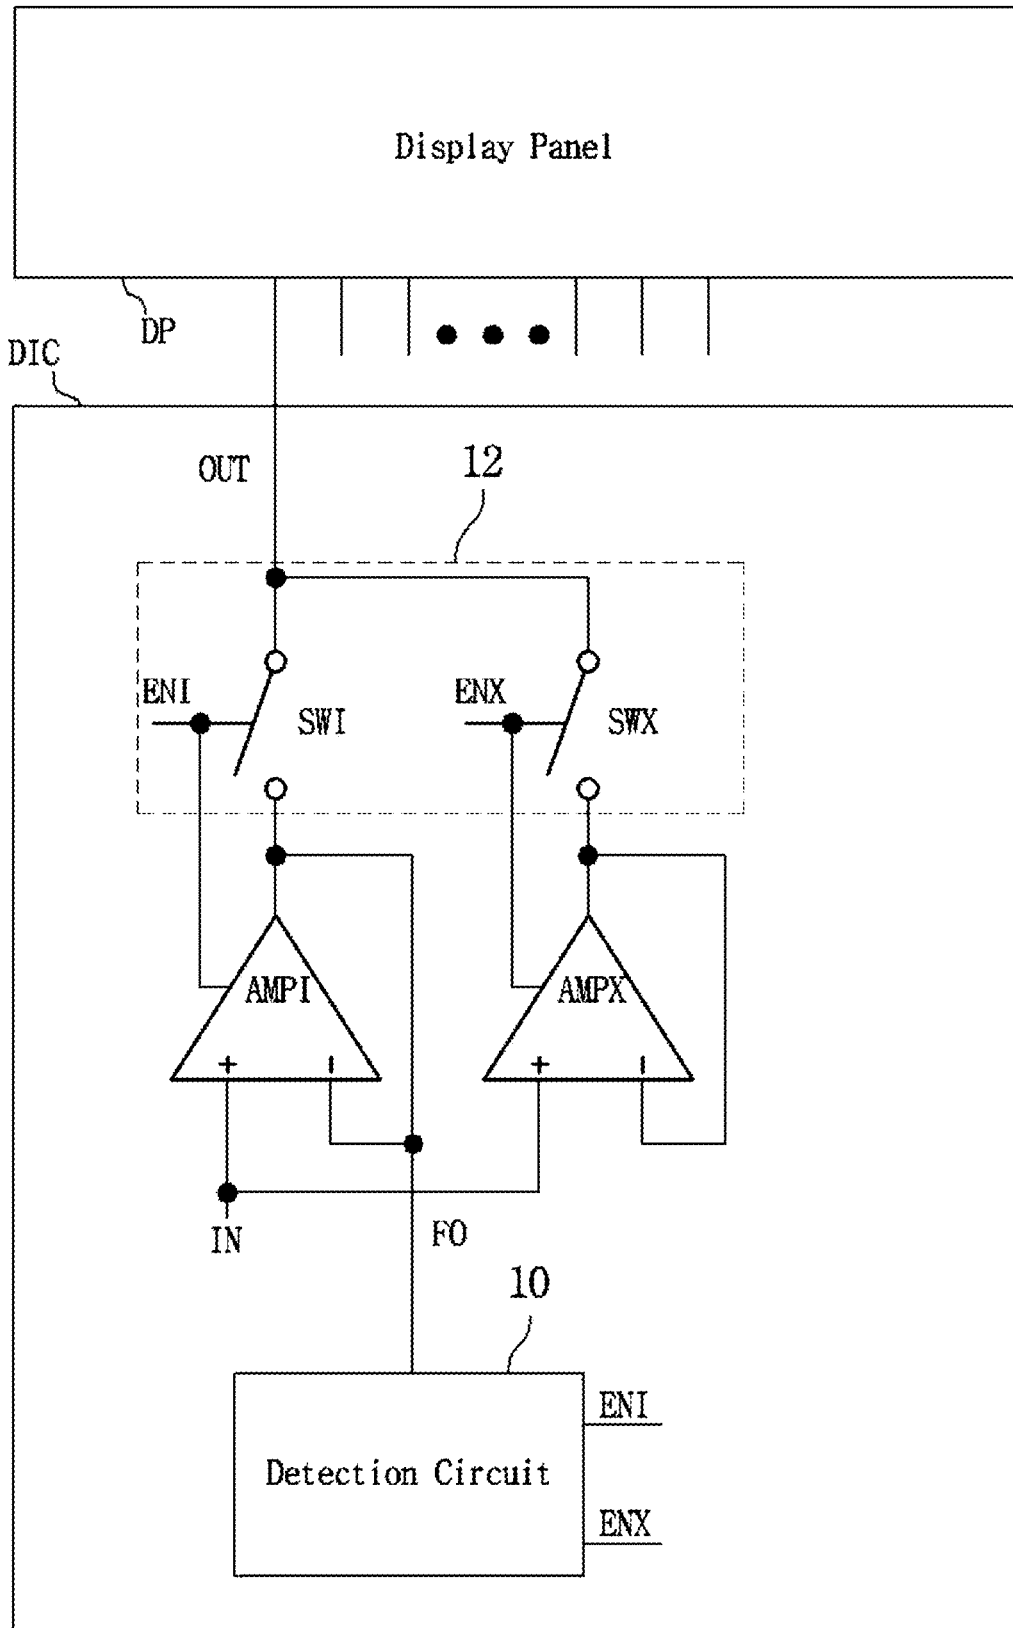 Display Panel
DP
DIC
OUT
12
ENI
SWI
ENX
SWX
AMPI
AMPX
+
−
+
−
IN
FO
10
Detection Circuit
ENI
ENX